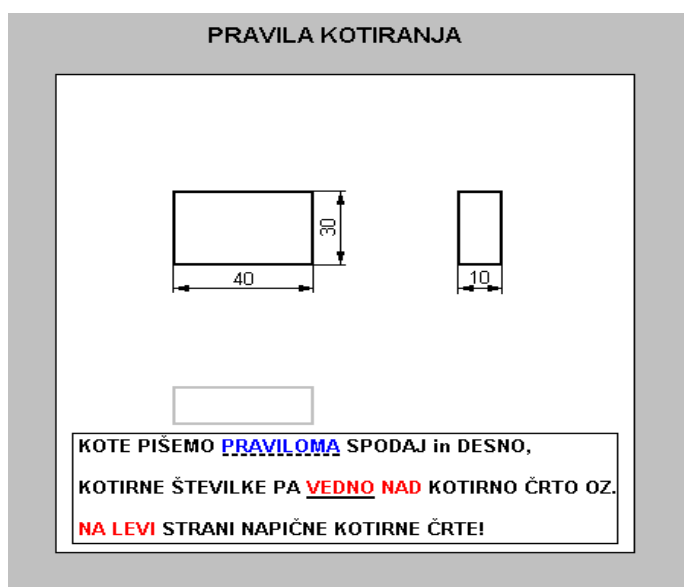 PRAVILA KOTIRANJA
30
40
10
KOTE PIŠEMO PRAVILOMA SPODAJ in DESNO,
KOTIRNE ŠTEVILKE PA VEDNO NAD KOTIRNO ČRTO OZ.
NA LEVI STRANI NAPIČNE KOTIRNE ČRTE!